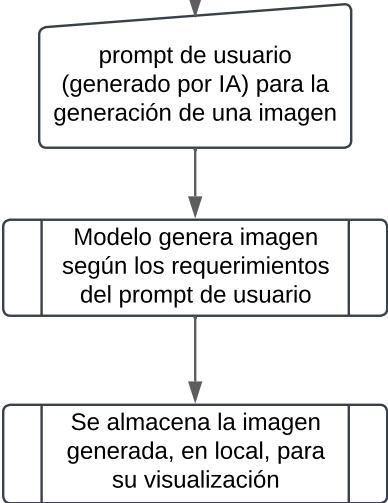 prompt de usuario
(generado por IA) para la
generación de una imagen
Modelo genera imagen
según los requerimientos
del prompt de usuario
Se almacena la imagen
generada, en local, para
su visualización